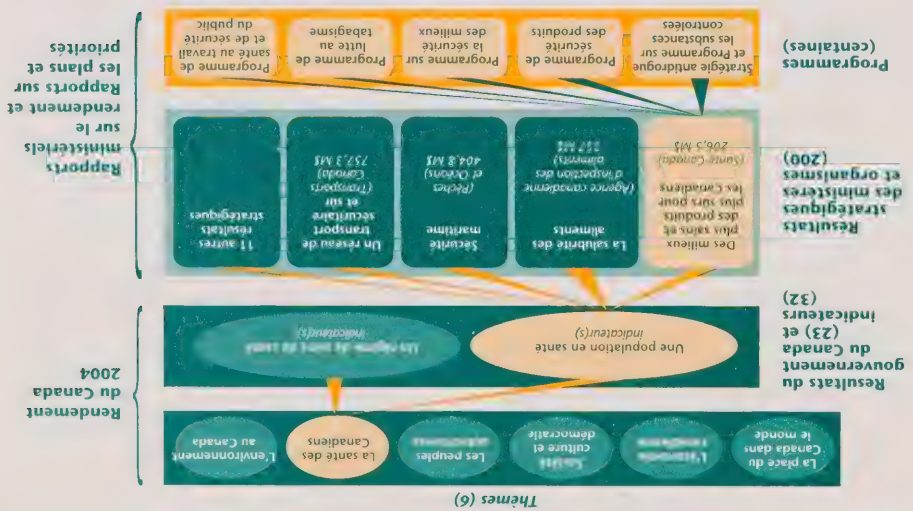 Thèmes (6)
La place du
Canada dans
le monde
culture et
démocratie
Les peuples
La santé des
Canadiens
L'environnement
au Canada
Résultats du
gouvernement
du Canada
(23) et
indicateurs
(32)
Une population en santé
indicateur(s)
indicateur(s)
Rendement
du Canada
2004
Résultats
stratégiques
des ministères
et organismes
(200)
Des milieux
plus sains et
des produits
plus sûrs pour
les Canadiens
(Santé Canada)
206,5 M$
La salubrité des
aliments
(Agence canadienne
d'inspection des
aliments)
Sécurité
maritime
(Pêches
et Océans)
404,8 M$
Un réseau de
transport
sécuritaire
et sûr
(Transports
Canada)
757,3 M$
11 autres
résultats
stratégiques
Rapports
ministériels
sur le
rendement et
Rapports sur
les plans et
priorités
Programmes
(centaines)
Stratégie antidrogue
et Programme sur
les substances
contrôlées
Programme de
sécurité
des produits
Programme sur
la sécurité
des milieux
Programme de
lutte au
tabagisme
Programme de
santé au travail
et de sécurité
du public